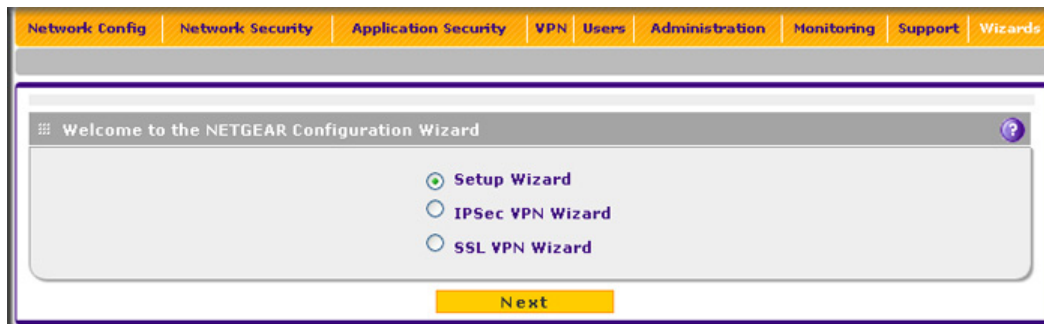 Network Config Network Security Application Security VPN Users Administration Monitoring Support Wizards
Welcome to the NETGEAR Configuration Wizard ?
Setup Wizard
IPSec VPN Wizard
SSL VPN Wizard
Next